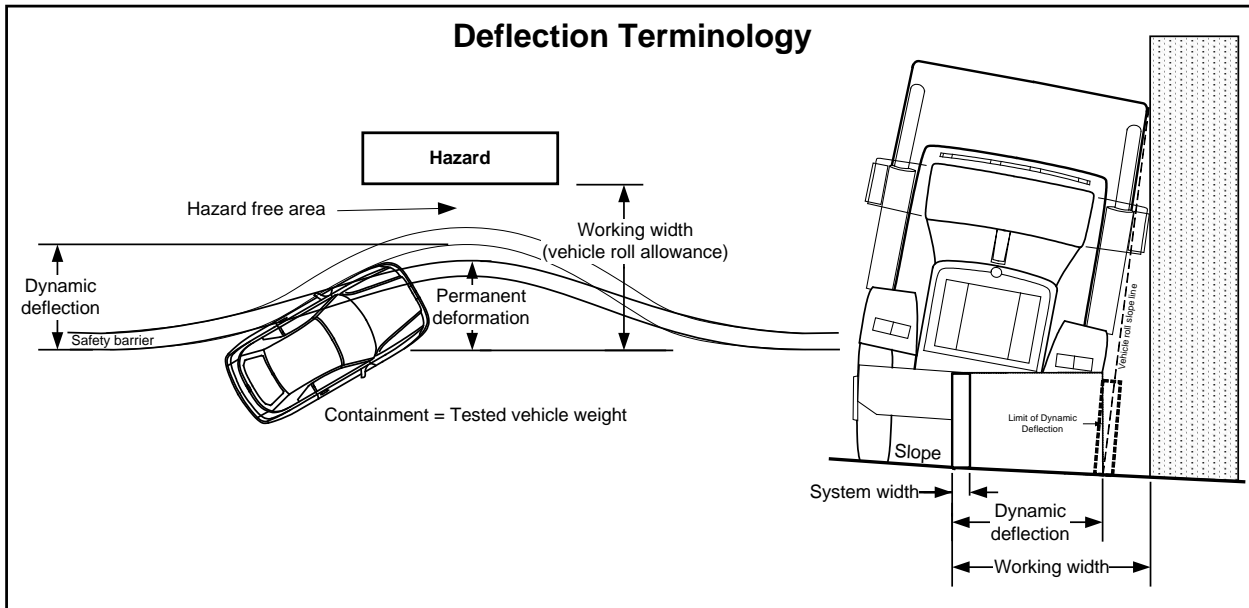 Deflection Terminology
Hazard
Hazard free area
Working width
(vehicle roll allowance)
Dynamic
deflection
Permanent
deformation
Safety barrier
Containment = Tested vehicle weight
Vehicle roll slope line
Limit of Dynamic
Deflection
Slope
System width
Dynamic
deflection
Working width